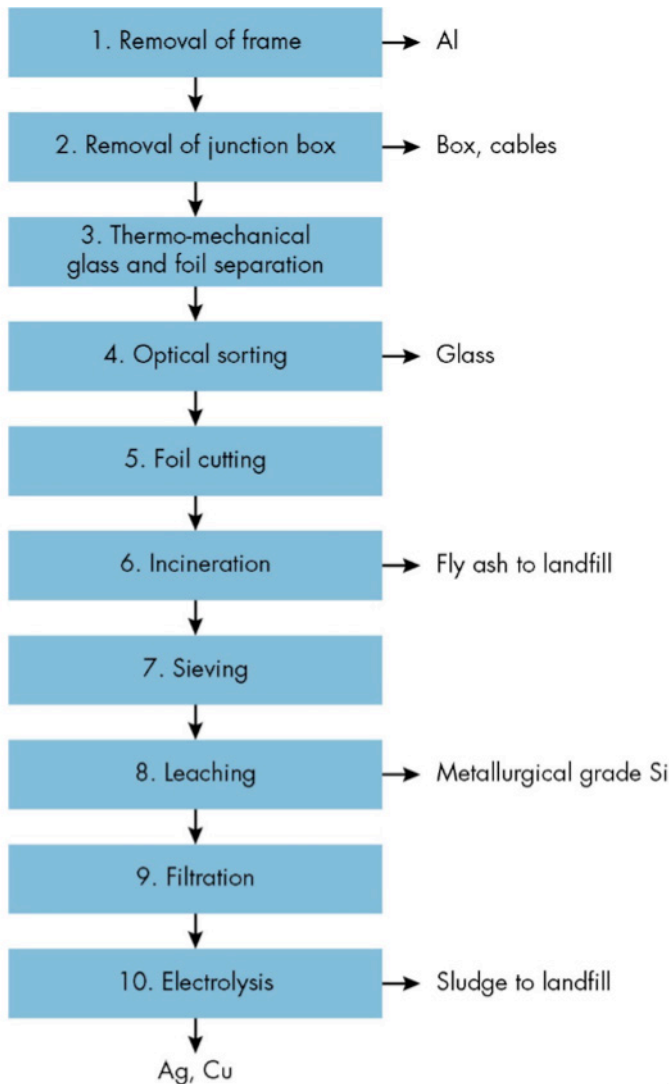 1. Removal of frame
Al
2. Removal of junction box
Box, cables
3. Thermo-mechanical
glass and foil separation
4. Optical sorting
Glass
5. Foil cutting
6. Incineration
Fly ash to landfill
7. Sieving
8. Leaching
Metallurgical grade Si
9. Filtration
10. Electrolysis
Sludge to landfill
Ag, Cu